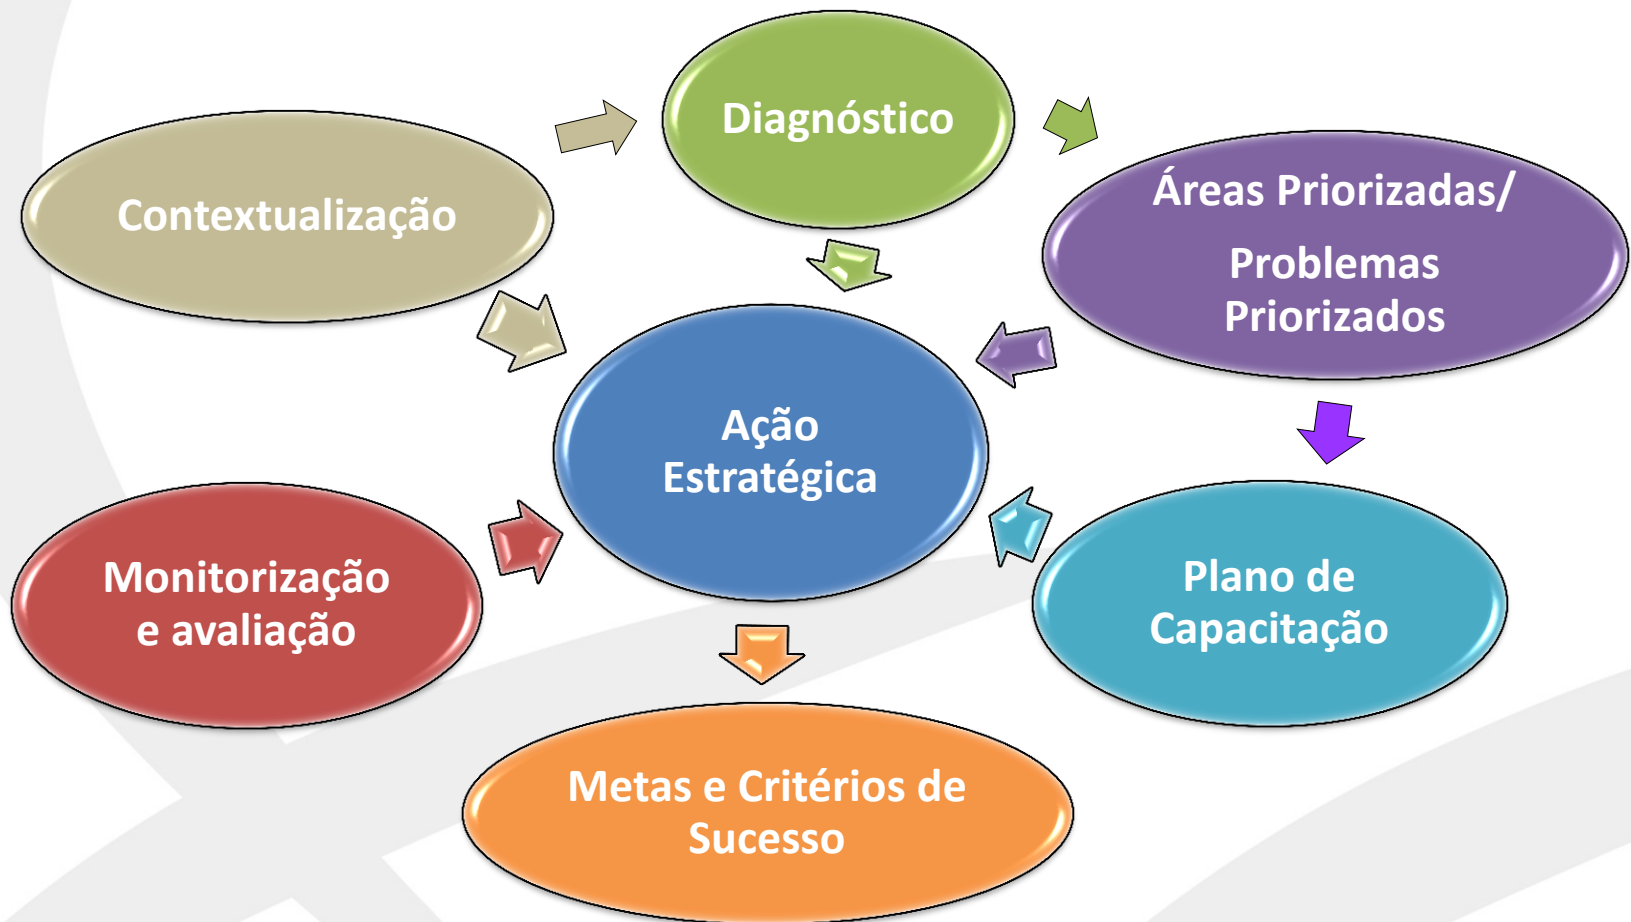 Diagnóstico
Contextualização
Áreas Priorizadas/
Problemas
Priorizados
Ação
Estratégica
Monitorização
e avaliação
Plano de
Capacitação
Metas e Critérios de
Sucesso